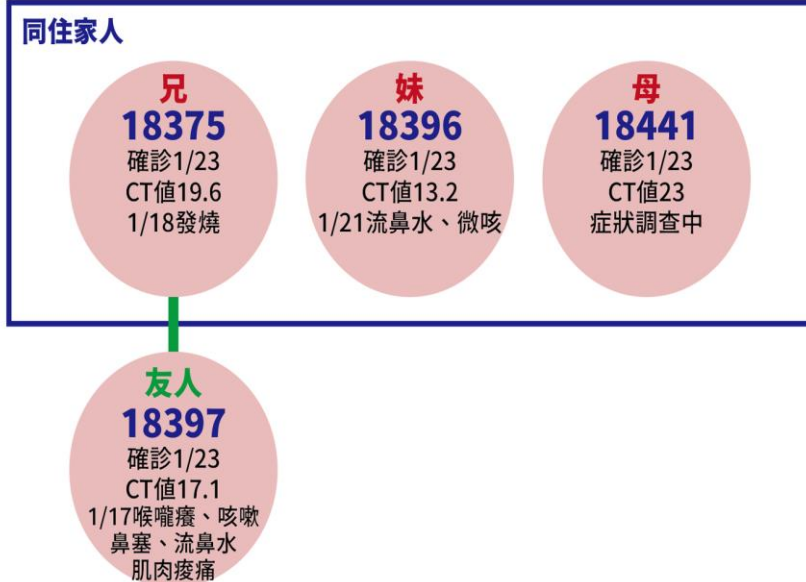 同住家人
兄
18375
確診1/23
CT值19.6
1/18發燒
妹
18396
確診1/23
CT值13.2
1/21流鼻水、微咳
母
18441
確診1/23
CT值23
症狀調查中
友人
18397
確診1/23
CT值17.1
1/17喉嚨癢、咳嗽
鼻塞、流鼻水
肌肉痠痛